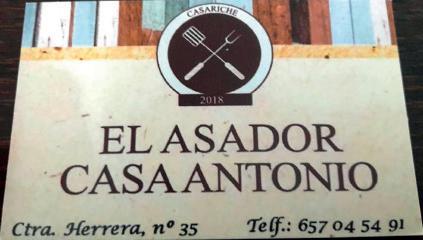 CASARICHE
2018
EL ASADOR
CASA ANTONIO
Ctra. Herrera, nº 35 Telf.: 657 04 54 91